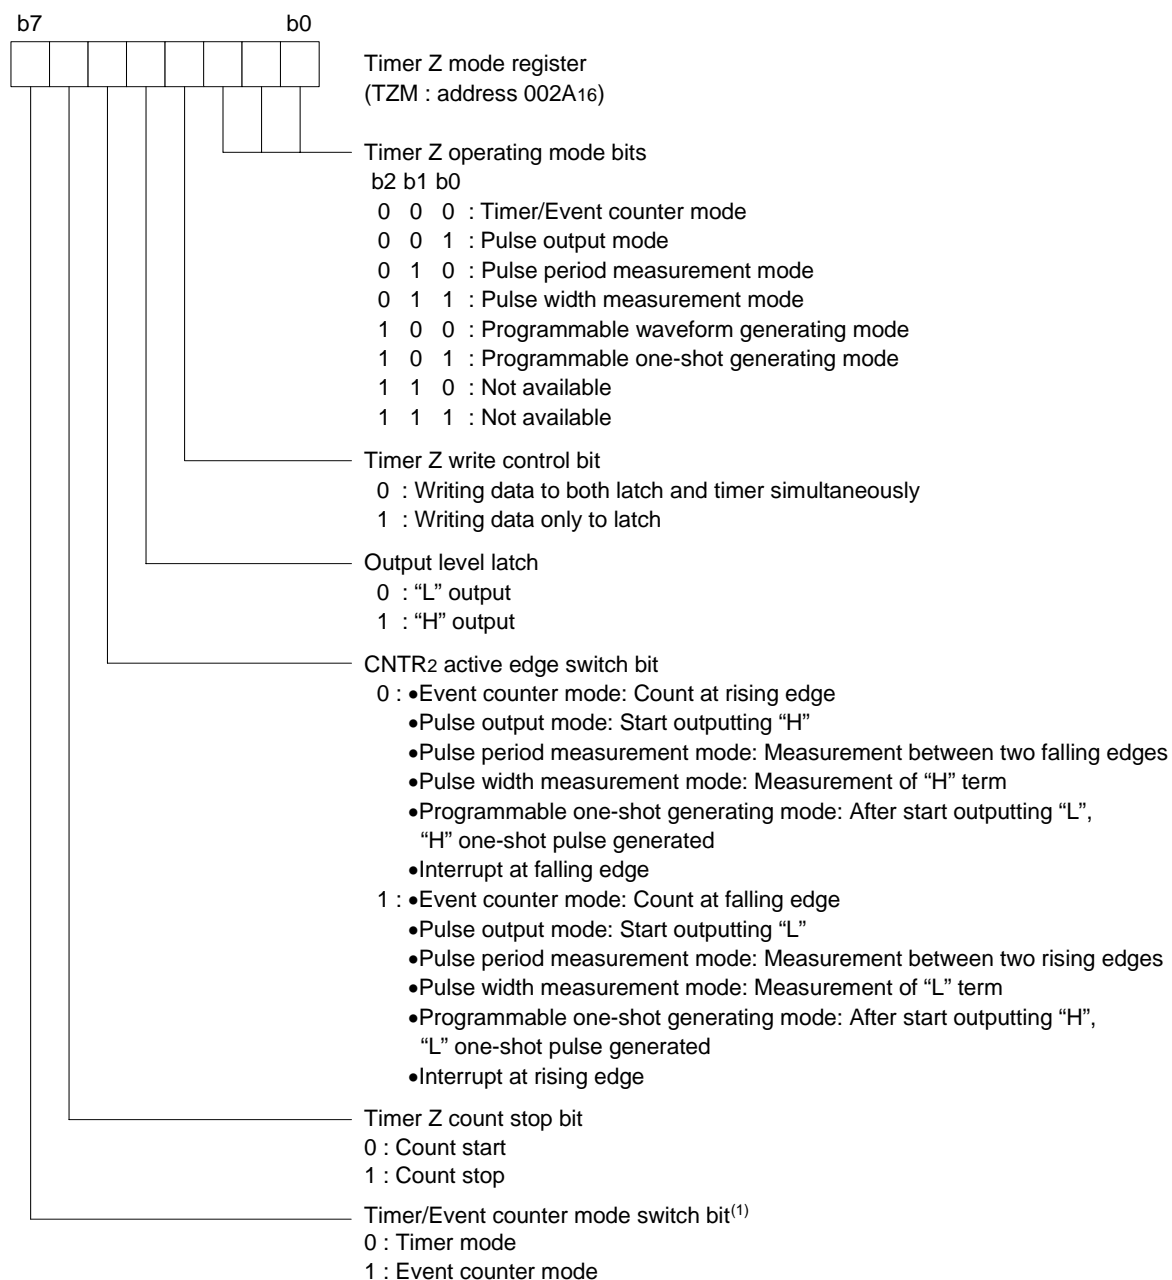 b7 b0
Timer Z mode register
(TZM : address 002A16)
Timer Z operating mode bits
b2 b1 b0
0 0 0 : Timer/Event counter mode
0 0 1 : Pulse output mode
0 1 0 : Pulse period measurement mode
0 1 1 : Pulse width measurement mode
1 0 0 : Programmable waveform generating mode
1 0 1 : Programmable one-shot generating mode
1 1 0 : Not available
1 1 1 : Not available
Timer Z write control bit
0 : Writing data to both latch and timer simultaneously
1 : Writing data only to latch
Output level latch
0 : “L” output
1 : “H” output
CNTR2 active edge switch bit
0 : •Event counter mode: Count at rising edge
•Pulse output mode: Start outputting “H”
•Pulse period measurement mode: Measurement between two falling edges
•Pulse width measurement mode: Measurement of “H” term
•Programmable one-shot generating mode: After start outputting “L”,
“H” one-shot pulse generated
•Interrupt at falling edge
1 : •Event counter mode: Count at falling edge
•Pulse output mode: Start outputting “L”
•Pulse period measurement mode: Measurement between two rising edges
•Pulse width measurement mode: Measurement of “L” term
•Programmable one-shot generating mode: After start outputting “H”,
“L” one-shot pulse generated
•Interrupt at rising edge
Timer Z count stop bit
0 : Count start
1 : Count stop
Timer/Event counter mode switch bit(1)
0 : Timer mode
1 : Event counter mode